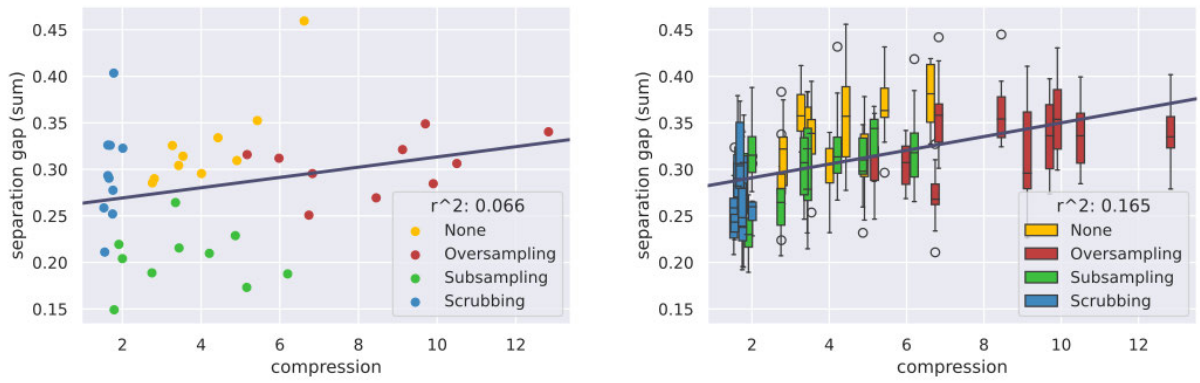 0.45
0.40
0.35
0.30
0.25
0.20
0.15
separation gap (sum)
2 4 6 8 10 12
compression
r^2: 0.066
None
Oversampling
Subsampling
Scrubbing
0.45
0.40
0.35
0.30
0.25
0.20
0.15
separation gap (sum)
2 4 6 8 10 12
compression
r^2: 0.165
None
Oversampling
Subsampling
Scrubbing